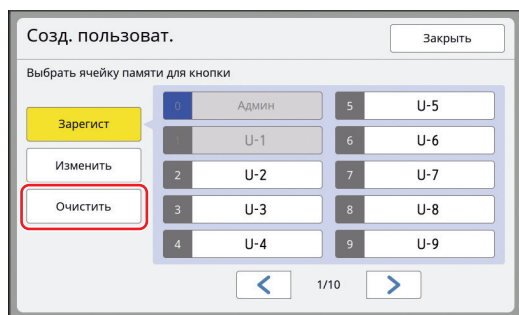 Созд. пользоват.
Закрыть
Выбрать ячейку памяти для кнопки
Зарегист
Изменить
Очистить
0 Админ
1 U-1
2 U-2
3 U-3
4 U-4
5 U-5
6 U-6
7 U-7
8 U-8
9 U-9
1/10